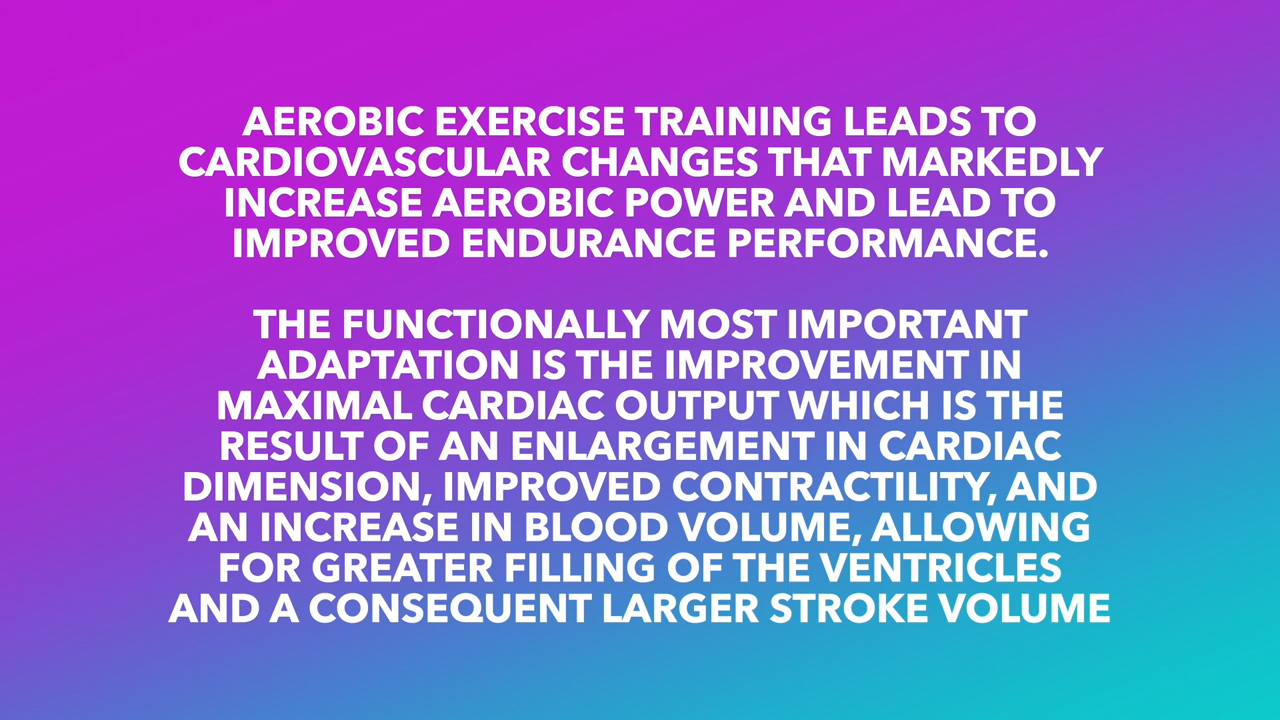 AEROBIC EXERCISE TRAINING LEADS TO
CARDIOVASCULAR CHANGES THAT MARKEDLY
INCREASE AEROBIC POWER AND LEAD TO
IMPROVED ENDURANCE PERFORMANCE.
THE FUNCTIONALLY MOST IMPORTANT
ADAPTATION IS THE IMPROVEMENT IN
MAXIMAL CARDIAC OUTPUT WHICH IS THE
RESULT OF AN ENLARGEMENT IN CARDIAC
DIMENSION, IMPROVED CONTRACTILITY, AND
AN INCREASE IN BLOOD VOLUME, ALLOWING
FOR GREATER FILLING OF THE VENTRICLES
AND A CONSEQUENT LARGER STROKE VOLUME